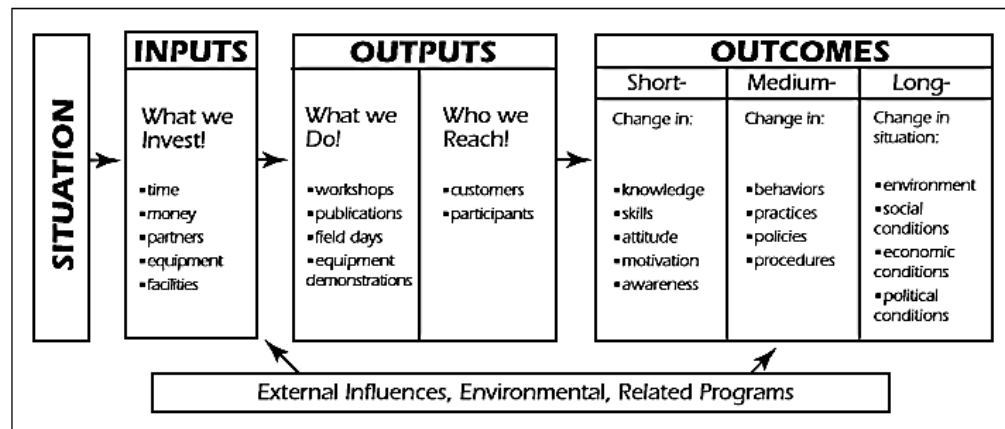 SITUATION
INPUTS
What we
Invest!
▪time
▪money
▪partners
▪equipment
▪facilities
OUTPUTS
What we
Do!
▪workshops
▪publications
▪field days
▪equipment
demonstrations
Who we
Reach!
▪customers
▪participants
OUTCOMES
Short-
Change in:
▪knowledge
▪skills
▪attitude
▪motivation
▪awareness
Medium-
Change in:
▪behaviors
▪practices
▪policies
▪procedures
Long-
Change in
situation:
▪environment
▪social
conditions
▪economic
conditions
▪political
conditions
External Influences, Environmental, Related Programs